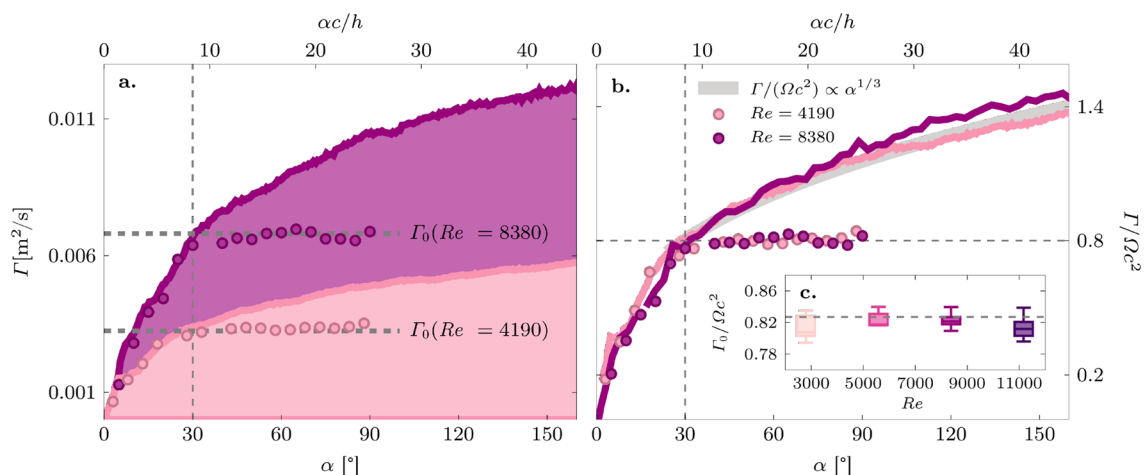 αc/h
αc/h
0 10 20 30 40
0 10 20 30 40
a.
b.
Γ/(Ωc²) ∝ α^{1/3}
Re = 4190
Re = 8380
0.011
1.4
Γ₀(Re = 8380)
Γ [m²/s]
0.006
0.8
Γ/Ωc²
c.
0.86
0.82
0.78
Γ₀/Ωc²
Γ₀(Re = 4190)
3000 5000 7000 9000 11000
Re
0.001
0.2
0 30 60 90 120 150
0 30 60 90 120 150
α [°]
α [°]